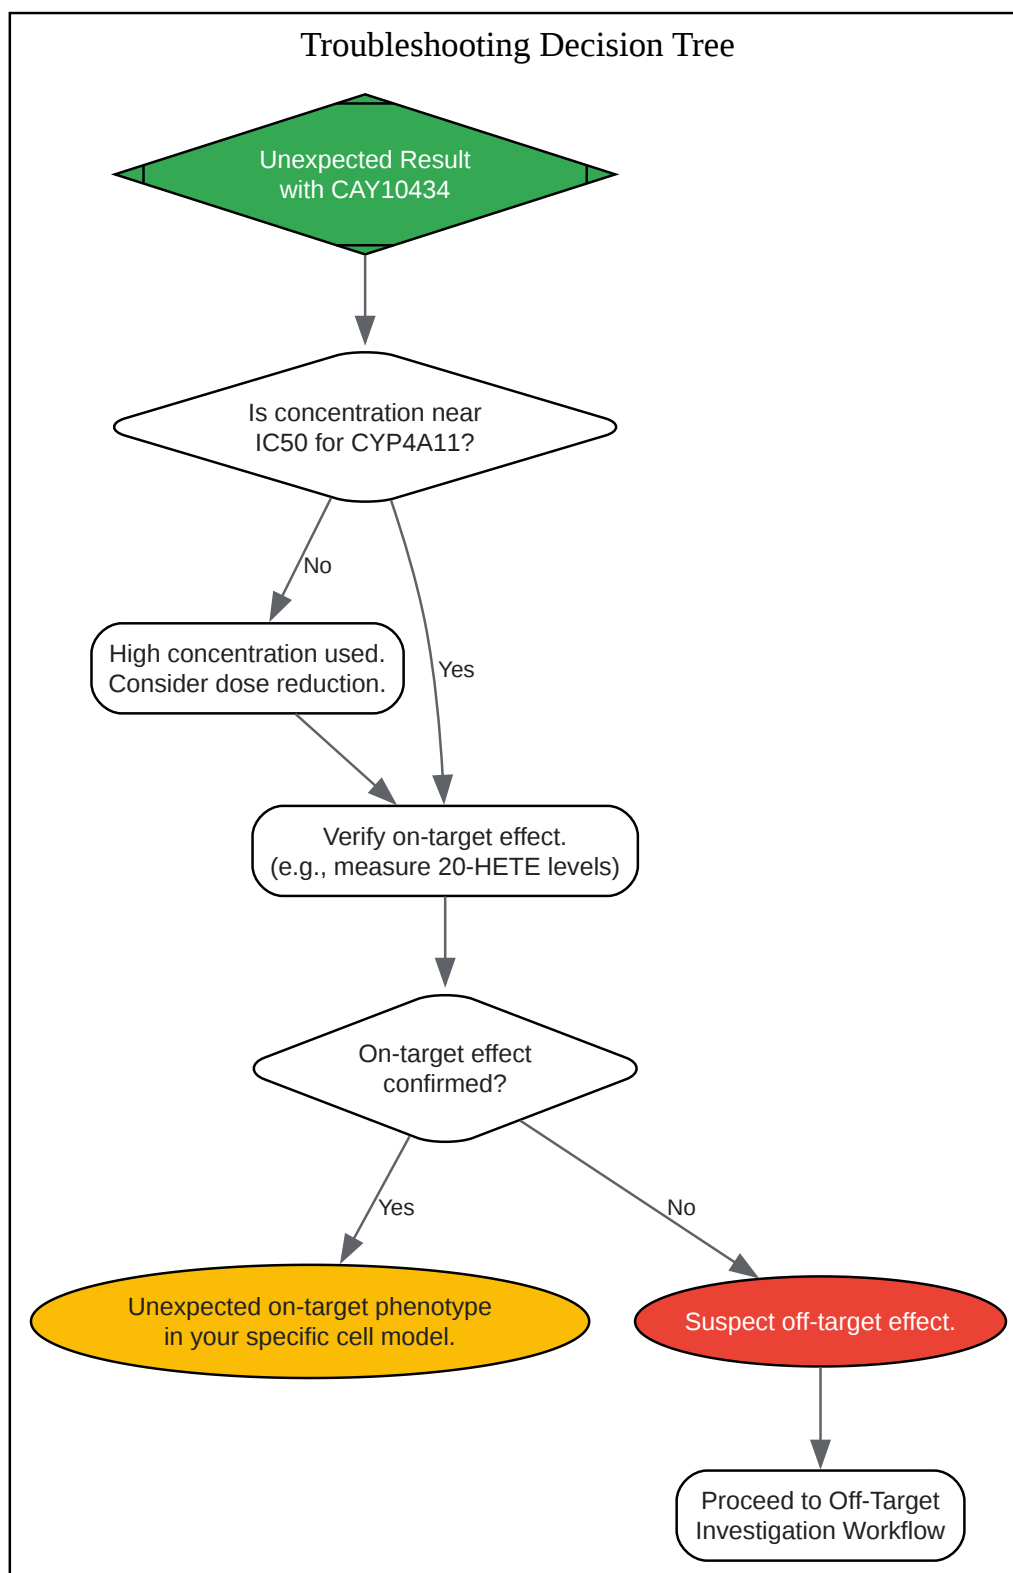 Troubleshooting Decision Tree
Unexpected Result
with CAY10434
Is concentration near
IC50 for CYP4A11?
No
High concentration used.
Consider dose reduction.
Yes
Verify on-target effect.
(e.g., measure 20-HETE levels)
On-target effect
confirmed?
Yes
No
Unexpected on-target phenotype
in your specific cell model.
Suspect off-target effect.
Proceed to Off-Target
Investigation Workflow